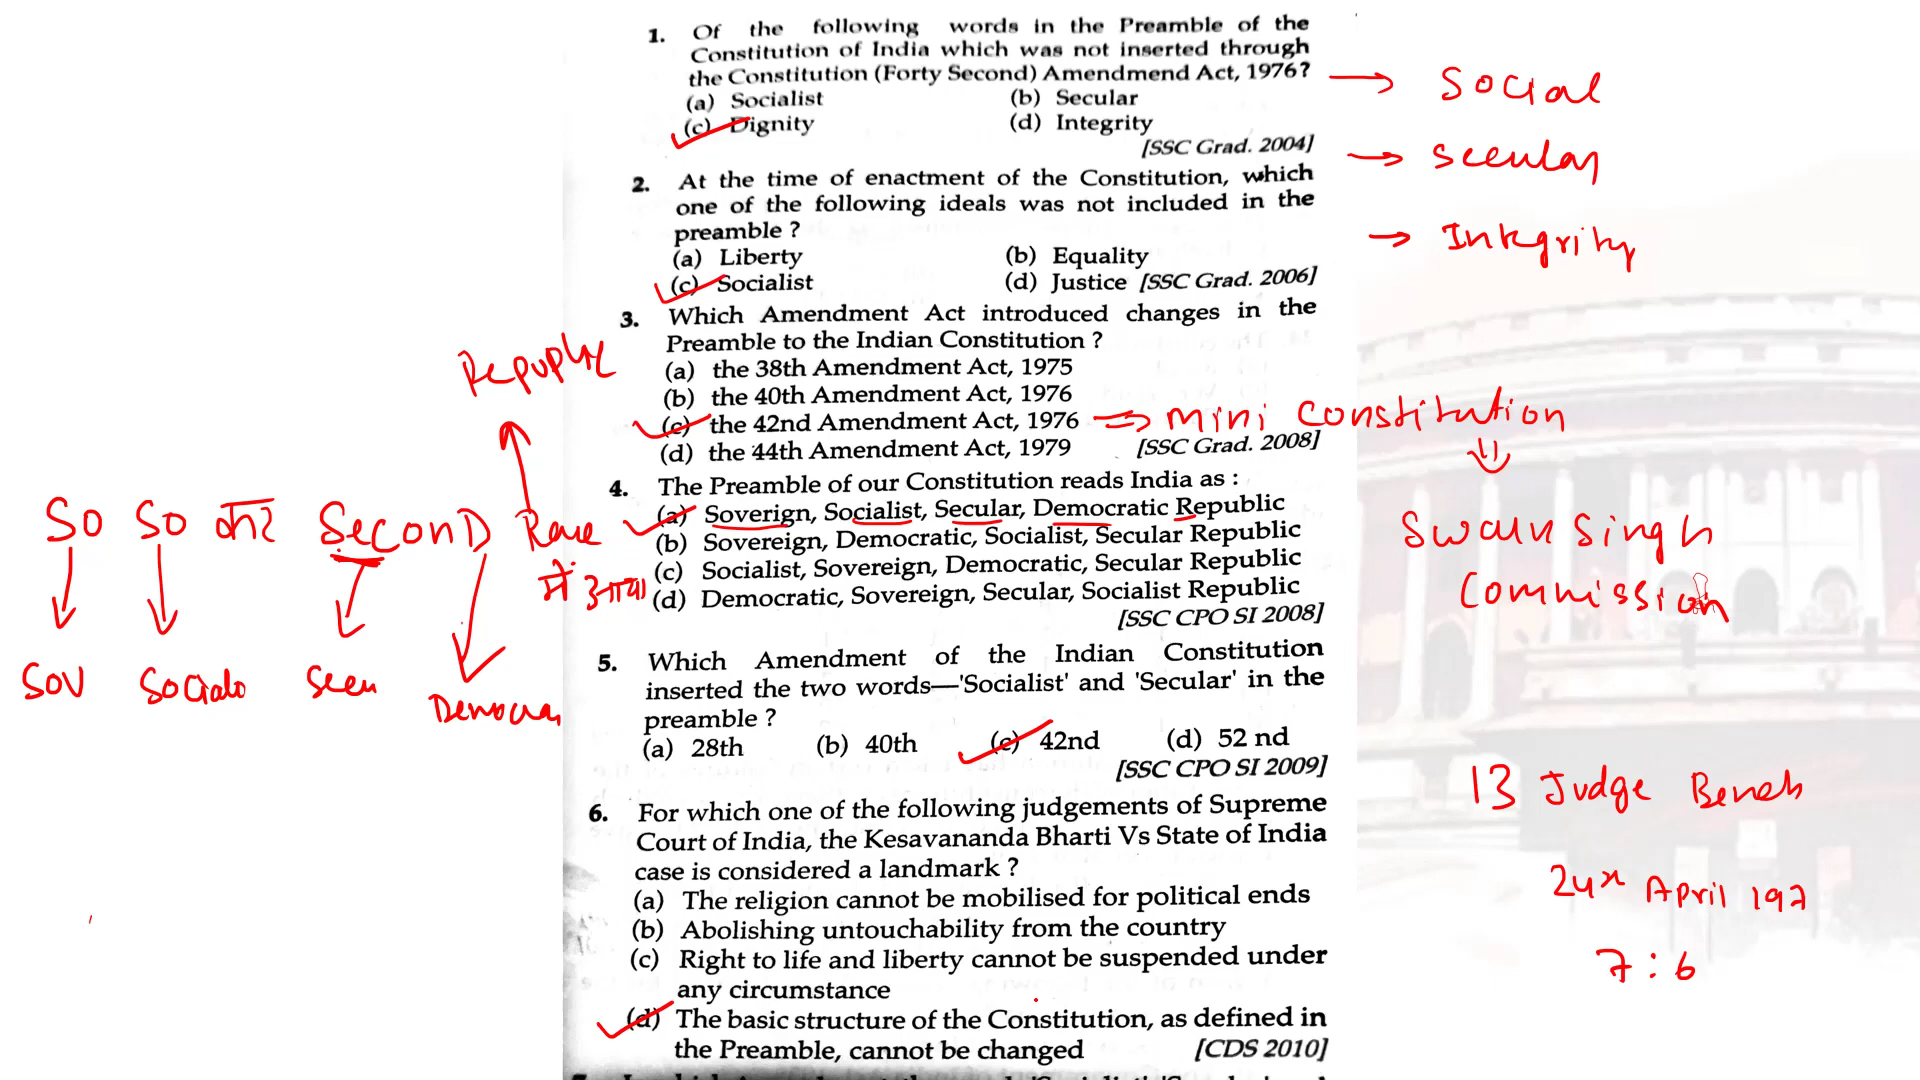 1. Of the following words in the Preamble of the
Constitution of India which was not inserted through
the Constitution (Forty Second) Amendmend Act, 1976?
(a) Socialist (b) Secular
(c) Dignity (d) Integrity
[SSC Grad. 2004]
2. At the time of enactment of the Constitution, which
one of the following ideals was not included in the
preamble ?
(a) Liberty (b) Equality
(c) Socialist (d) Justice [SSC Grad. 2006]
3. Which Amendment Act introduced changes in the
Preamble to the Indian Constitution ?
(a) the 38th Amendment Act, 1975
(b) the 40th Amendment Act, 1976
(c) the 42nd Amendment Act, 1976
(d) the 44th Amendment Act, 1979 [SSC Grad. 2008]
4. The Preamble of our Constitution reads India as :
(a) Soverign, Socialist, Secular, Democratic Republic
(b) Sovereign, Democratic, Socialist, Secular Republic
(c) Socialist, Sovereign, Democratic, Secular Republic
(d) Democratic, Sovereign, Secular, Socialist Republic
[SSC CPO SI 2008]
5. Which Amendment of the Indian Constitution
inserted the two words—'Socialist' and 'Secular' in the
preamble ?
(a) 28th (b) 40th (c) 42nd (d) 52 nd
[SSC CPO SI 2009]
6. For which one of the following judgements of Supreme
Court of India, the Kesavananda Bharti Vs State of India
case is considered a landmark ?
(a) The religion cannot be mobilised for political ends
(b) Abolishing untouchability from the country
(c) Right to life and liberty cannot be suspended under
any circumstance
(d) The basic structure of the Constitution, as defined in
the Preamble, cannot be changed [CDS 2010]
Social
Secular
Integrity
mini constitution
Singh
Commission
13 Judge Bench
April 197
7 : 6
SO SO SeconD
Sov